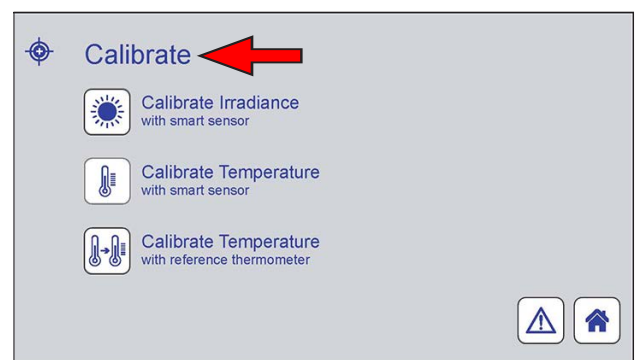 Calibrate
Calibrate Irradiance
with smart sensor
Calibrate Temperature
with smart sensor
Calibrate Temperature
with reference thermometer